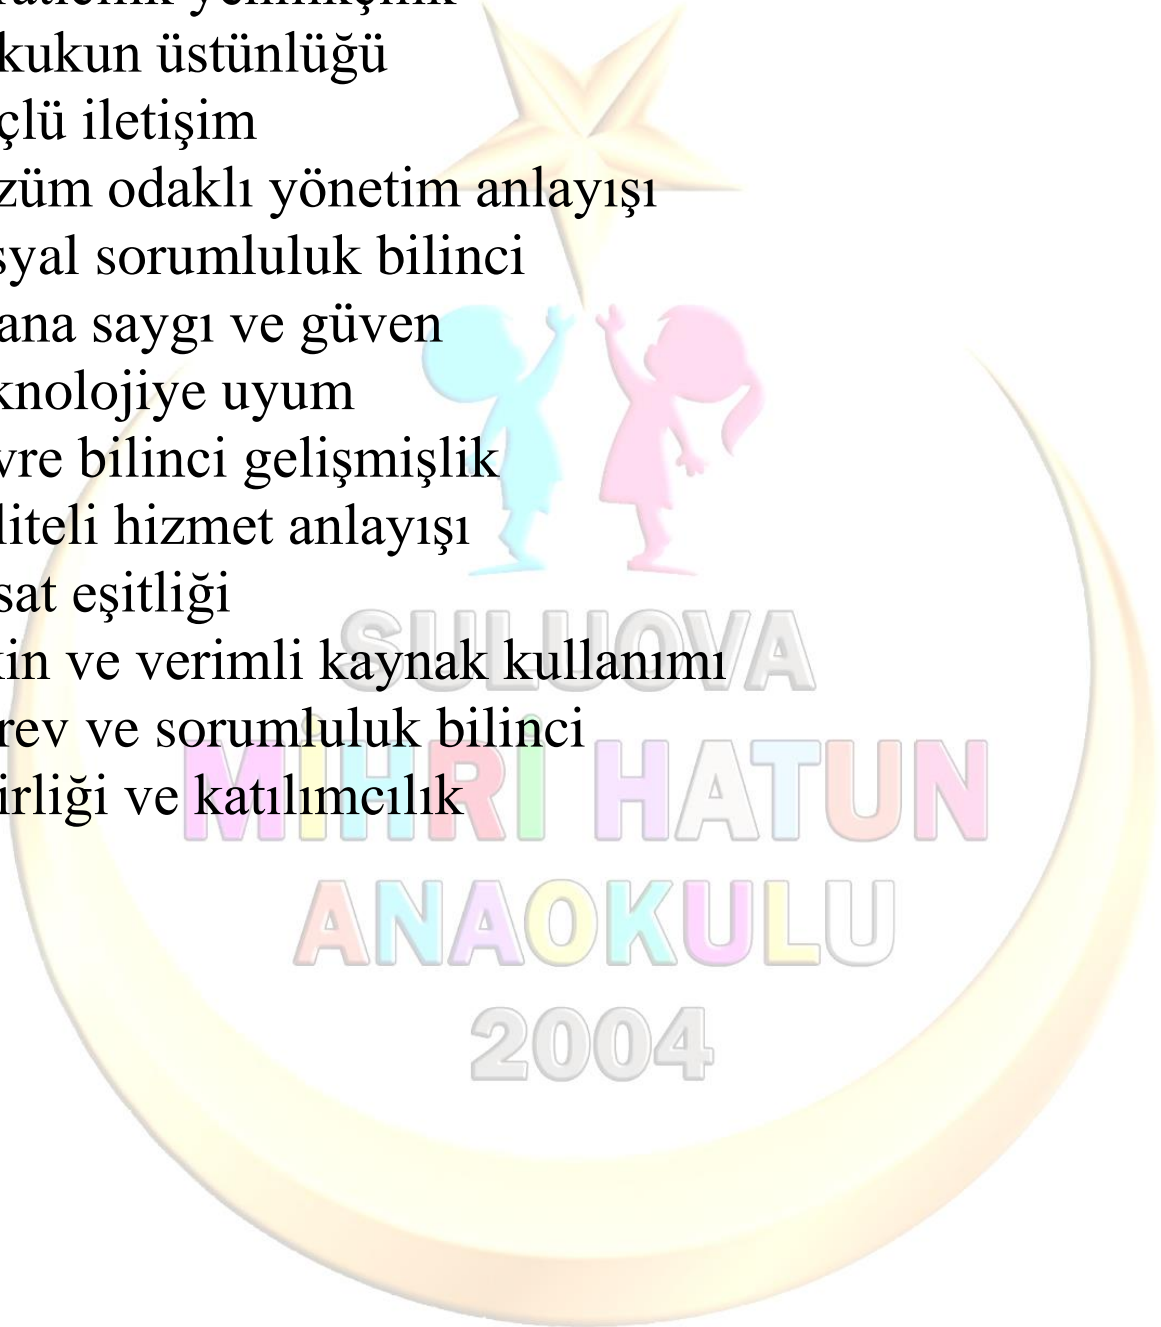 kukun üstünlüğü
çlü iletişim
züm odaklı yönetim anlayışı
syal sorumluluk bilinci
ana saygı ve güven
knolojiye uyum
vre bilinci gelişmişlik
liteli hizmet anlayışı
sat eşitliği
kin ve verimli kaynak kullanımı
rev ve sorumluluk bilinci
irliği ve katılımcılık
SULUOVA
MİHRİ HATUN
ANAOKULU
2004